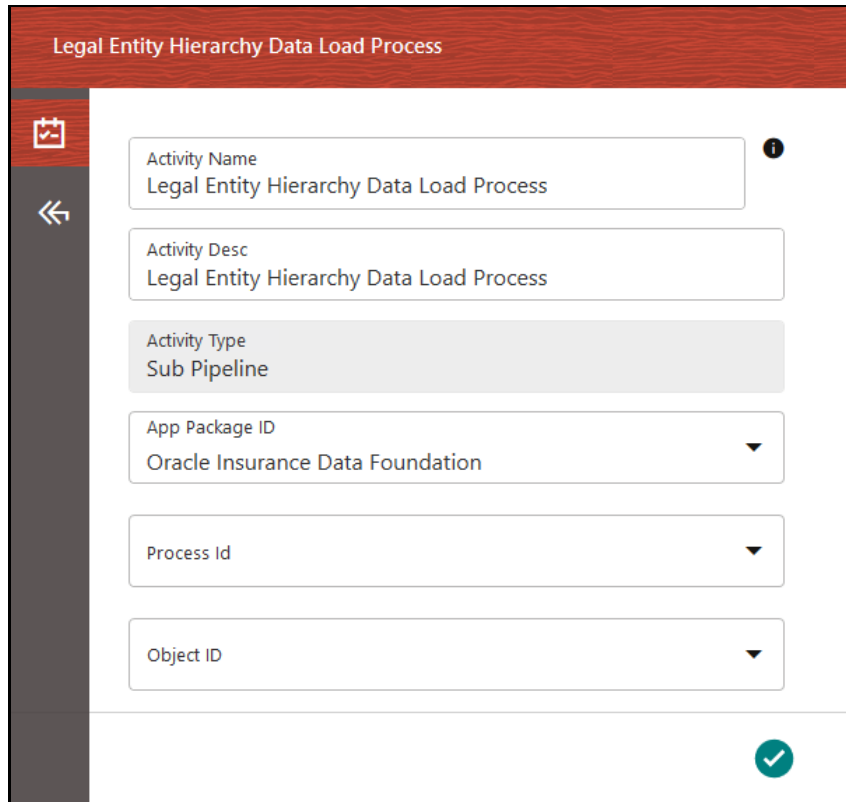 Legal Entity Hierarchy Data Load Process
Activity Name
Legal Entity Hierarchy Data Load Process
Activity Desc
Legal Entity Hierarchy Data Load Process
Activity Type
Sub Pipeline
App Package ID
Oracle Insurance Data Foundation
Process Id
Object ID